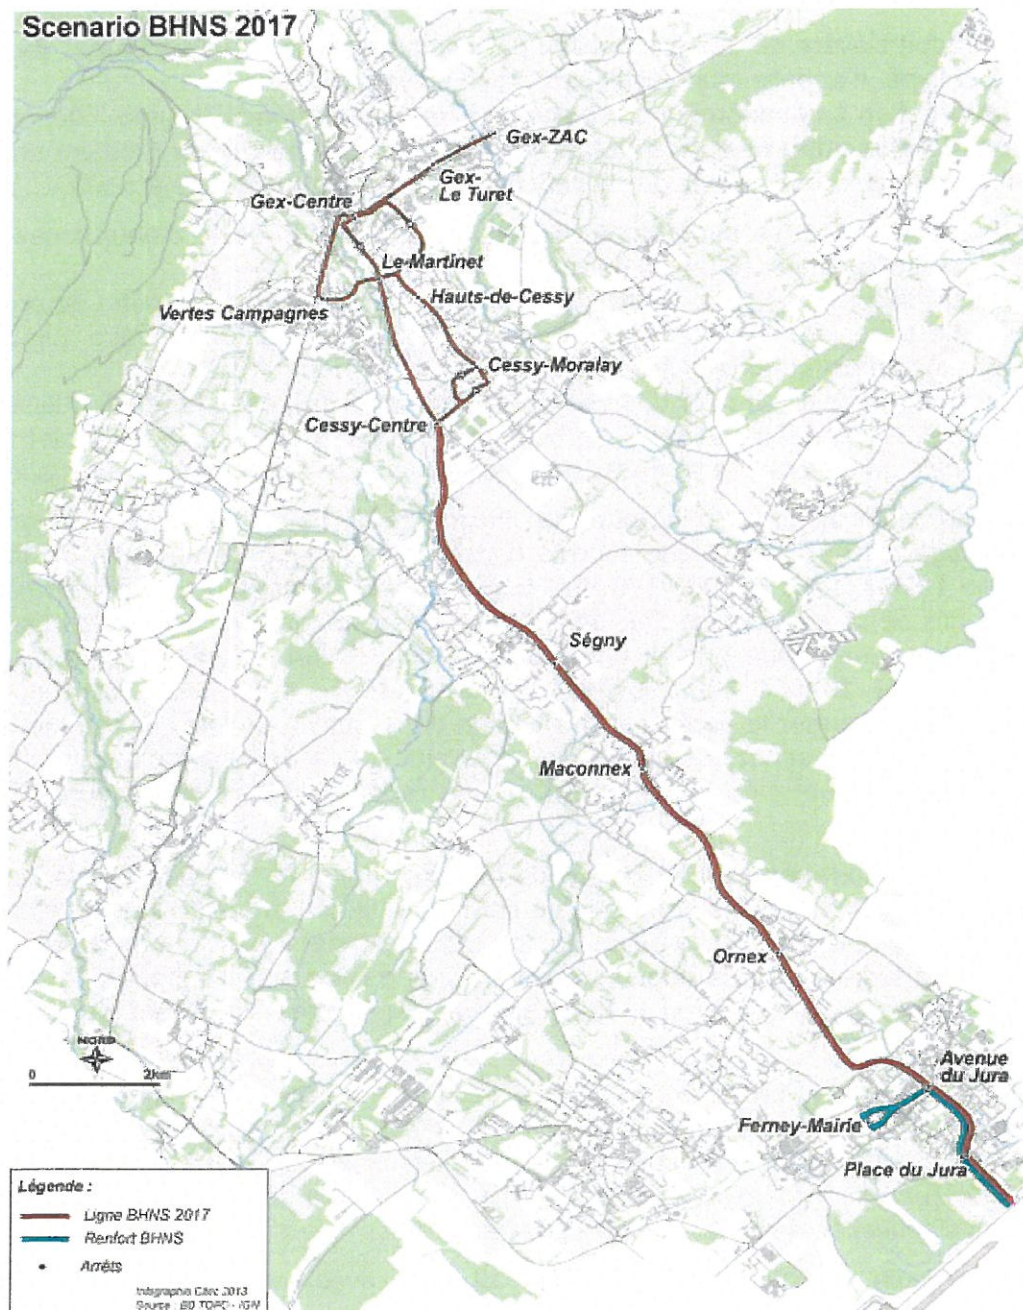 Scenario BHNS 2017
Gex-ZAC
Gex-
Le Turet
Gex-Centre
Le-Martinet
Hauts-de-Cessy
Vertes Campagnes
Cessy-Moralay
Cessy-Centre
Ségny
Maconnex
Ornex
NORD
0 2km
Avenue
du Jura
Ferney-Mairie
Place du Jura
Légende :
Ligne BHNS 2017
Renfort BHNS
Arrêts
Infographie 2013
Source : BD TOPO - IGN